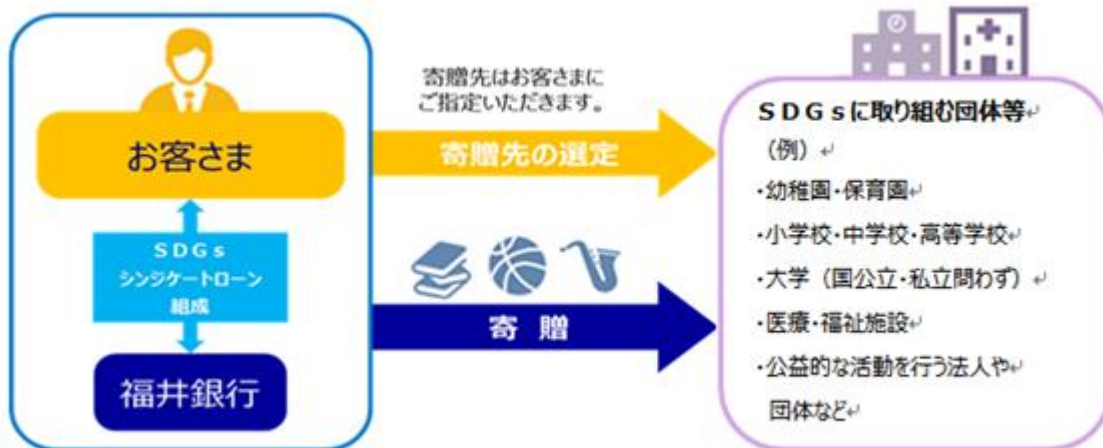 お客さま
SDGs
シンジケートローン
組成
福井銀行
寄贈先はお客さまに
ご指定いただきます。
寄贈先の選定
寄 贈
SDGsに取り組む団体等↵
(例)↵
・幼稚園・保育園↵
・小学校・中学校・高等学校↵
・大学(国公立・私立問わず)↵
・医療・福祉施設↵
・公益的な活動を行う法人や↵
団体など↵